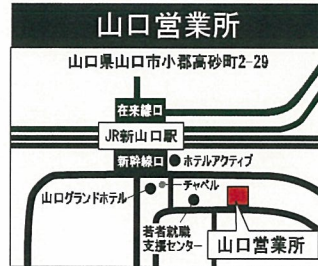 山口営業所
山口県山口市小郡高砂町2-29
在来線口
JR新山口駅
新幹線口
ホテルアクティブ
チャペル
山口グランドホテル
若者就職
支援センター
山口営業所